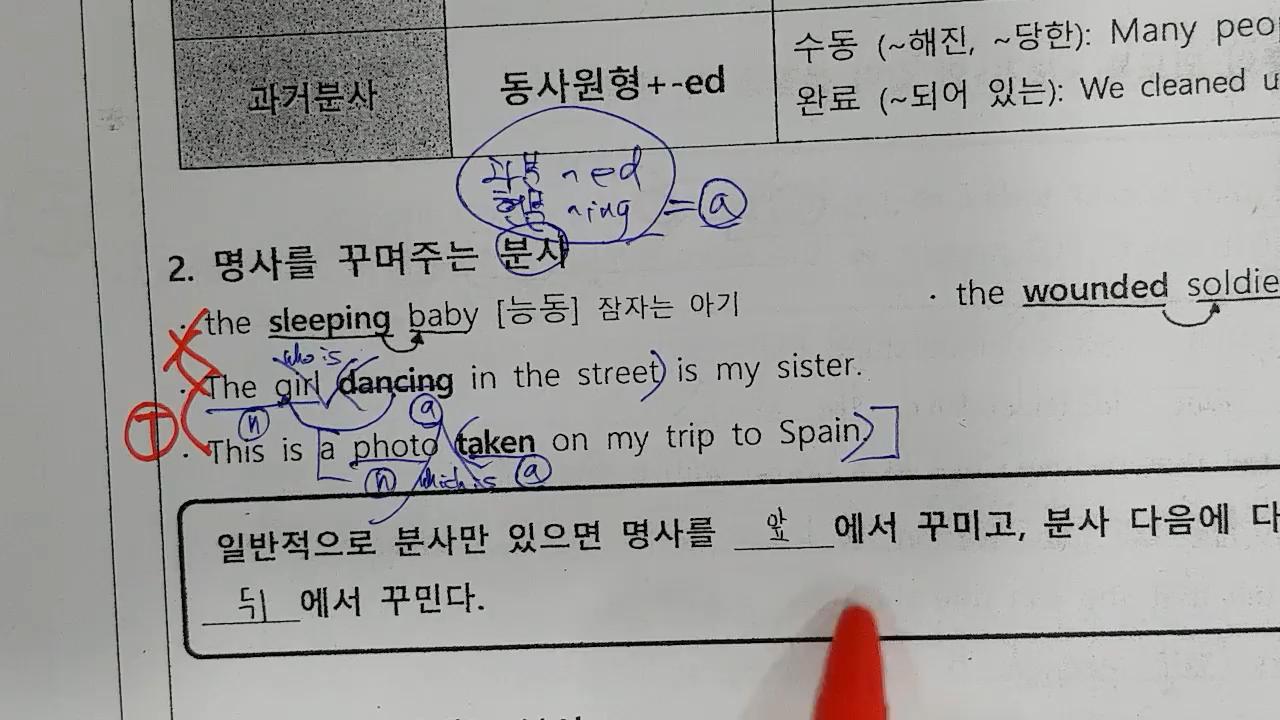 수동 (~해진, ~당한): Many peop
과거분사 동사원형+-ed
완료 (~되어 있는): We cleaned u
과분 ~ed
현분 ~ing = ⓐ
2. 명사를 꾸며주는 분사
· the sleeping baby [능동] 잠자는 아기
· the wounded soldie
who is
· The girl dancing in the street) is my sister.
ⓝ ⓐ
Ⓣ
· This is a photo (taken on my trip to Spain)]
ⓝ which is ⓐ
일반적으로 분사만 있으면 명사를 앞 에서 꾸미고, 분사 다음에 다
뒤 에서 꾸민다.